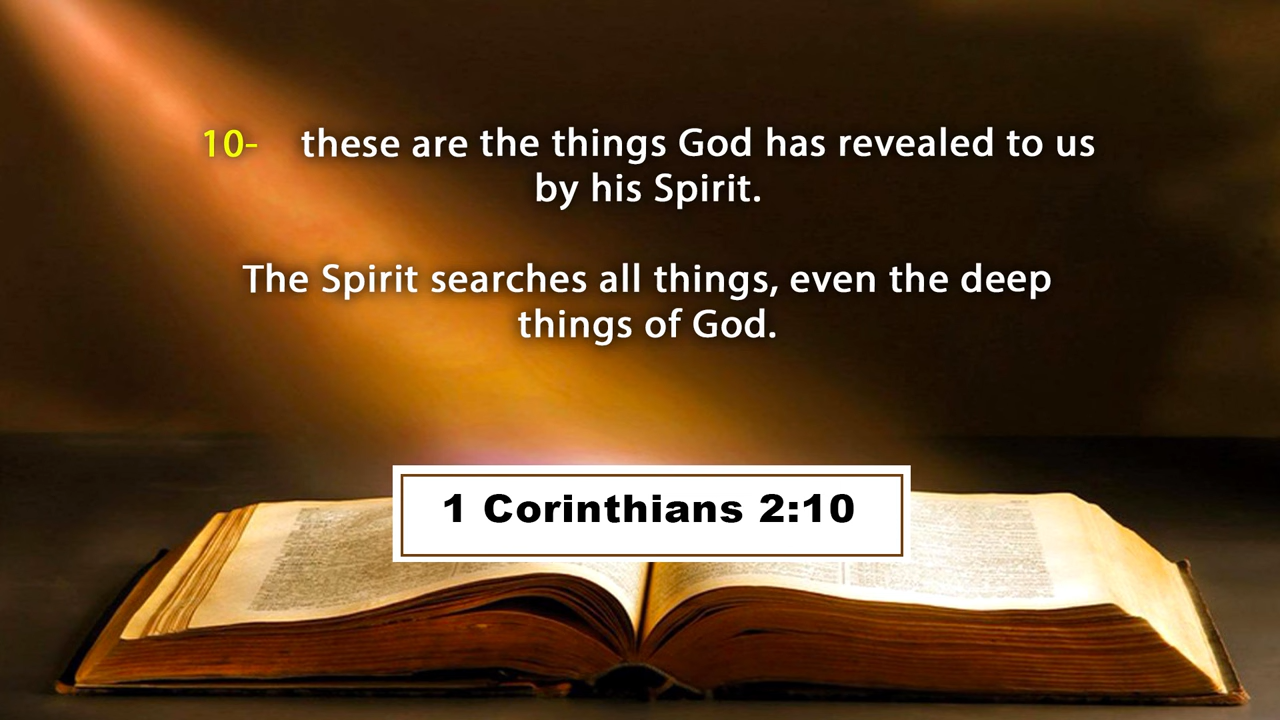 10- these are the things God has revealed to us
by his Spirit.
The Spirit searches all things, even the deep
things of God.
1 Corinthians 2:10